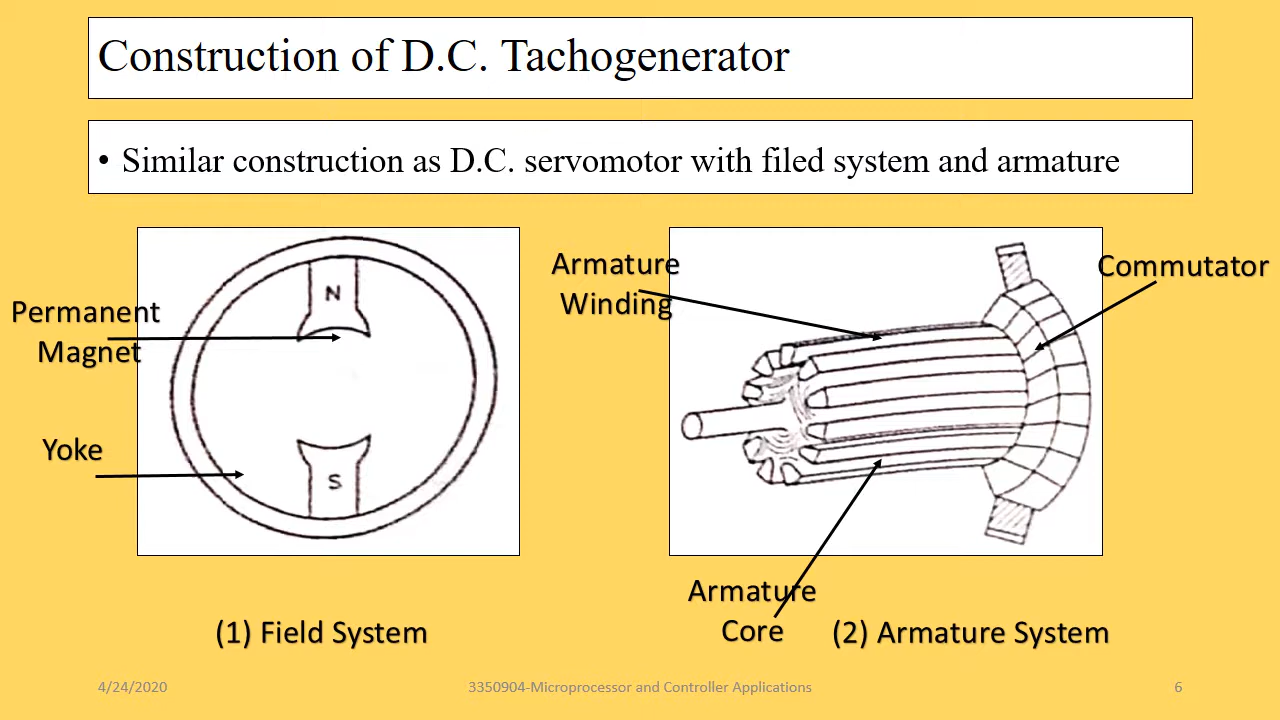 Construction of D.C. Tachogenerator
• Similar construction as D.C. servomotor with filed system and armature
Permanent
Magnet
Yoke
N
S
(1) Field System
Armature
Winding
Commutator
Armature
Core
(2) Armature System
4/24/2020
3350904-Microprocessor and Controller Applications
6